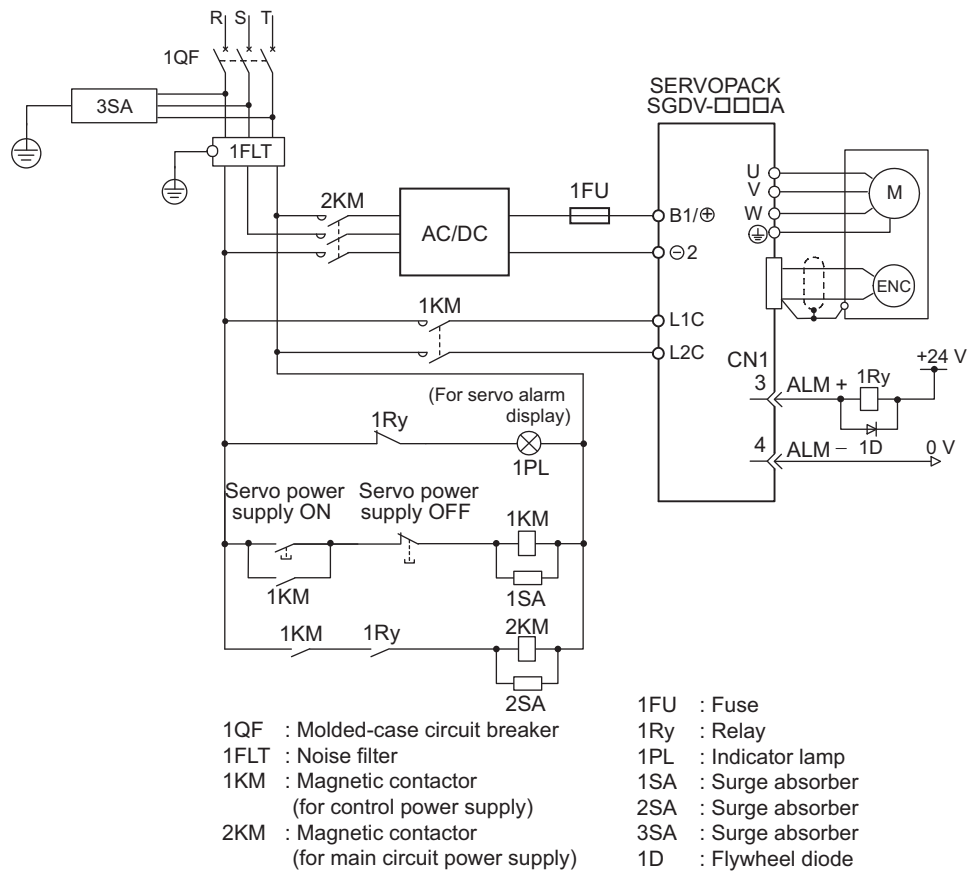 R S T
1QF
3SA
1FLT
SERVOPACK
SGDV-□□□A
2KM
AC/DC
1FU
B1/⊕
⊖2
U
V
W
M
ENC
1KM
L1C
L2C
CN1
3
ALM +
1Ry
+24 V
1D
4
ALM −
0 V
(For servo alarm
display)
1Ry
1PL
Servo power
supply ON
Servo power
supply OFF
1KM
1KM
1SA
1KM
1Ry
2KM
2SA
1QF : Molded-case circuit breaker
1FLT : Noise filter
1KM : Magnetic contactor
(for control power supply)
2KM : Magnetic contactor
(for main circuit power supply)
1FU : Fuse
1Ry : Relay
1PL : Indicator lamp
1SA : Surge absorber
2SA : Surge absorber
3SA : Surge absorber
1D : Flywheel diode